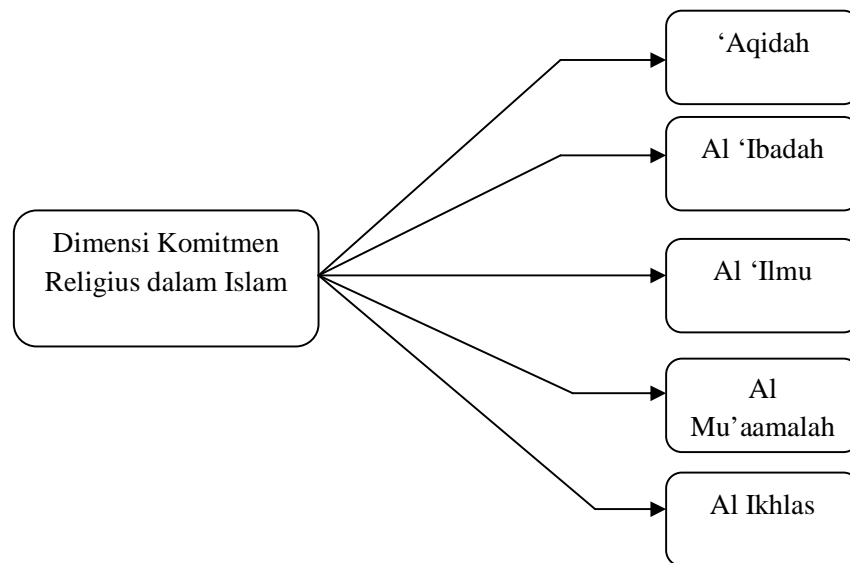 ‘Aqidah
Al ‘Ibadah
Dimensi Komitmen
Religius dalam Islam
Al ‘Ilmu
Al
Mu’aamalah
Al Ikhlas